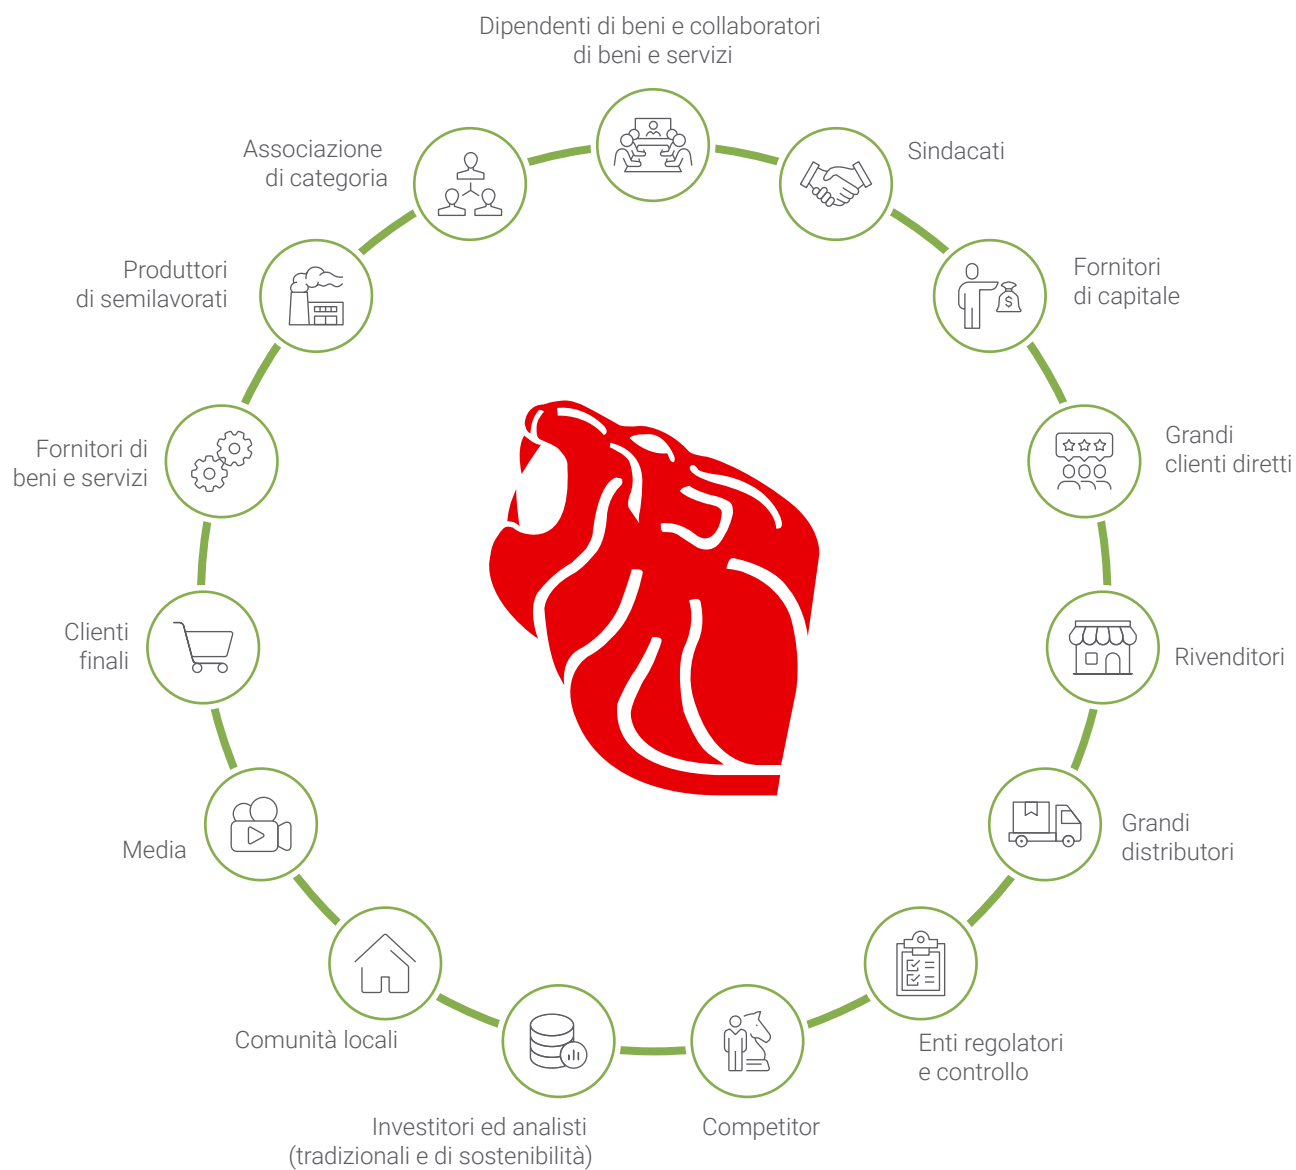 Dipendenti di beni e collaboratori
di beni e servizi
Sindacati
Fornitori
di capitale
Grandi
clienti diretti
Rivenditori
Grandi
distributori
Enti regolatori
e controllo
Competitor
Investitori ed analisti
(tradizionali e di sostenibilità)
Comunità locali
Media
Clienti
finali
Fornitori di
beni e servizi
Produttori
di semilavorati
Associazione
di categoria
$